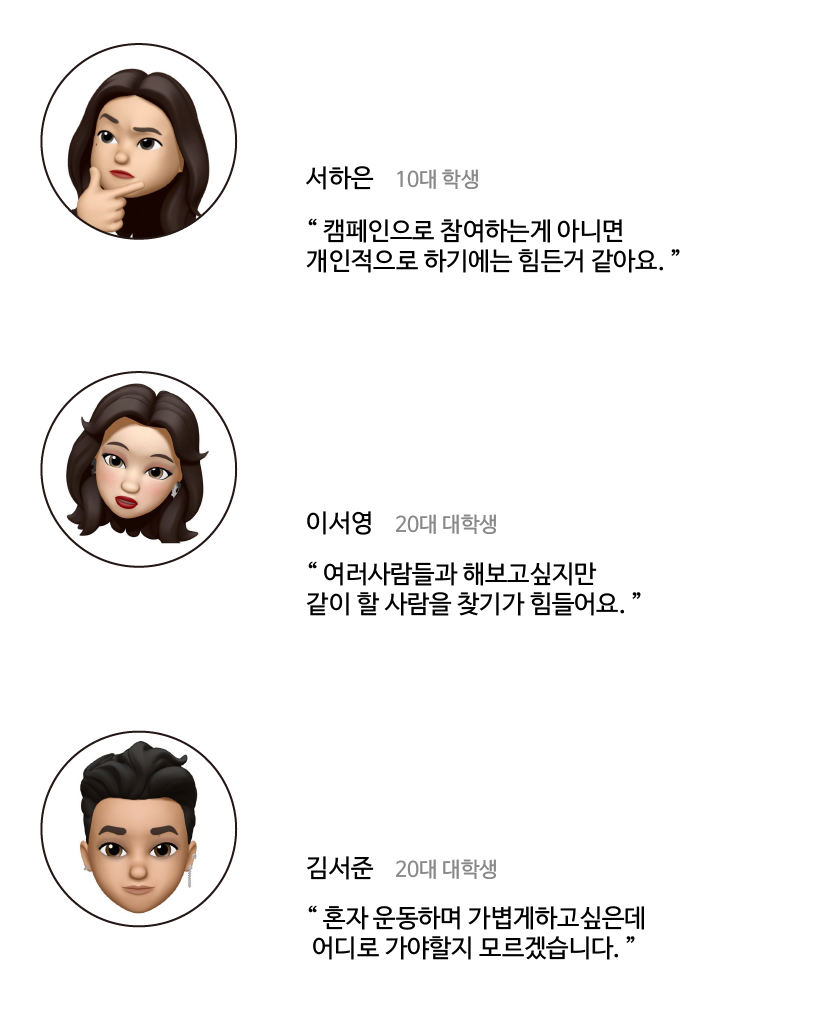 서하은 10대 학생
“ 캠페인으로 참여하는게 아니면
개인적으로 하기에는 힘든거 같아요. ”
이서영 20대 대학생
“ 여러사람들과 해보고싶지만
같이 할 사람을 찾기가 힘들어요. ”
김서준 20대 대학생
“ 혼자 운동하며 가볍게하고싶은데
어디로 가야할지 모르겠습니다. ”